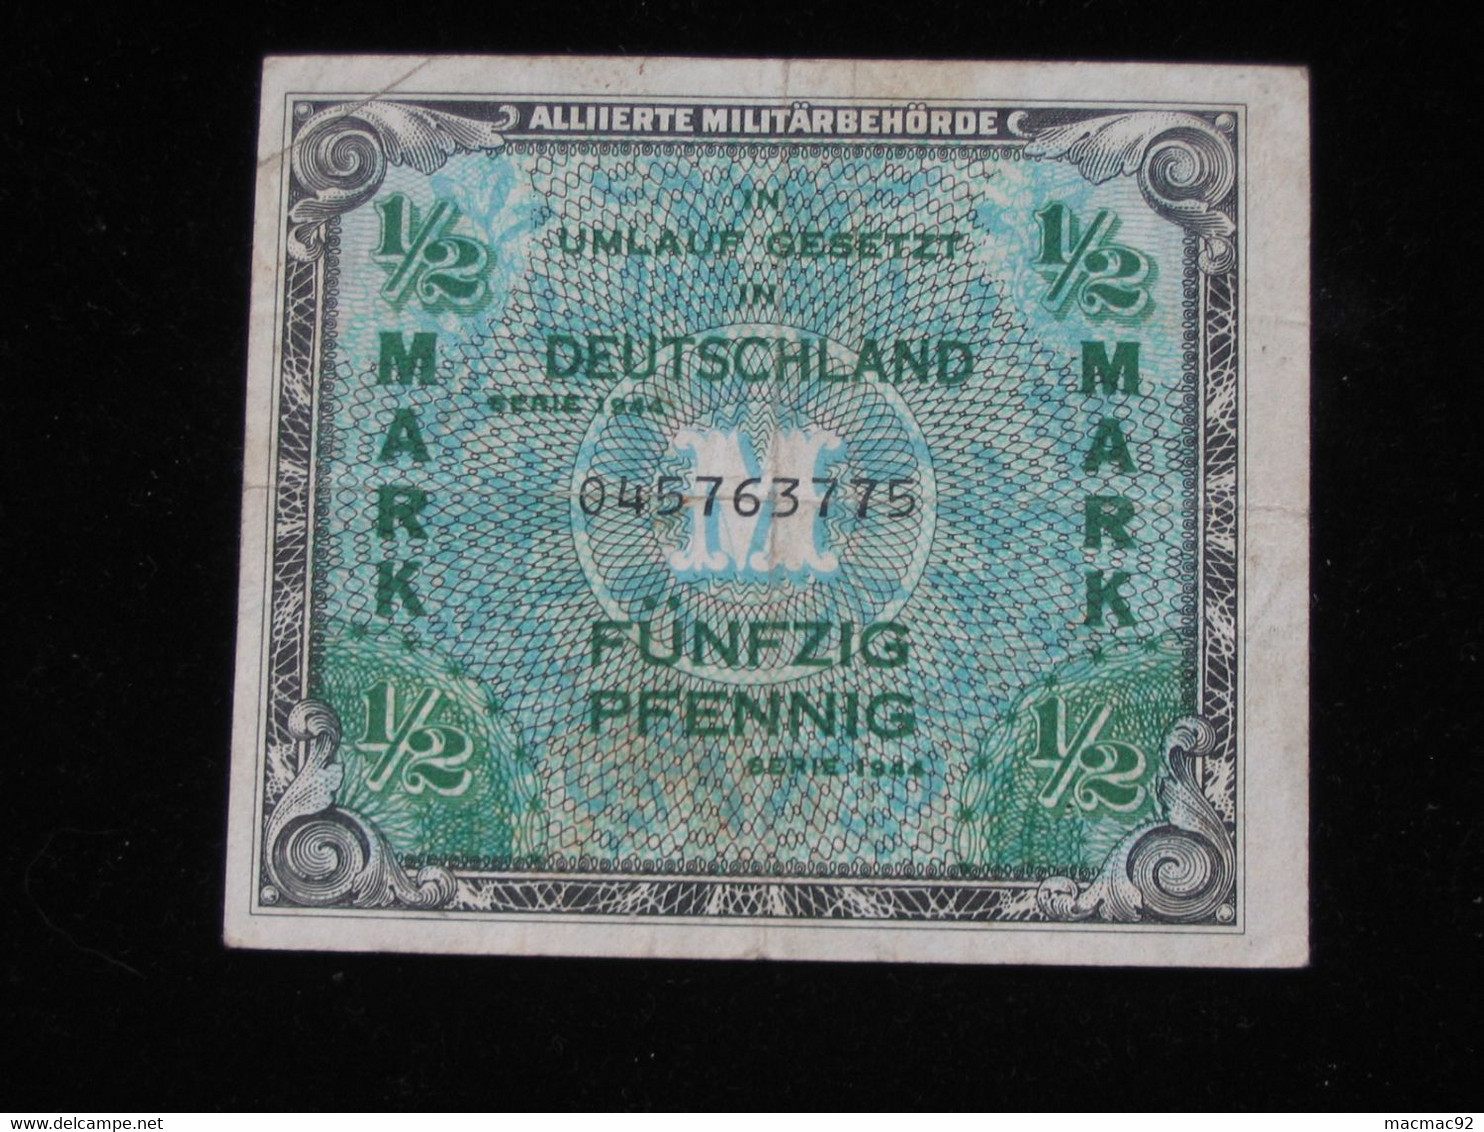 ALLIIERTE MILITÄRBEHÖRDE
1/2
1/2
IN
UMLAUF GESETZT
IN
DEUTSCHLAND
SERIE 1944
MARK
MARK
M
045763775
FÜNFZIG
PFENNIG
SERIE 1944
1/2
1/2
delcampe.net
macmac92